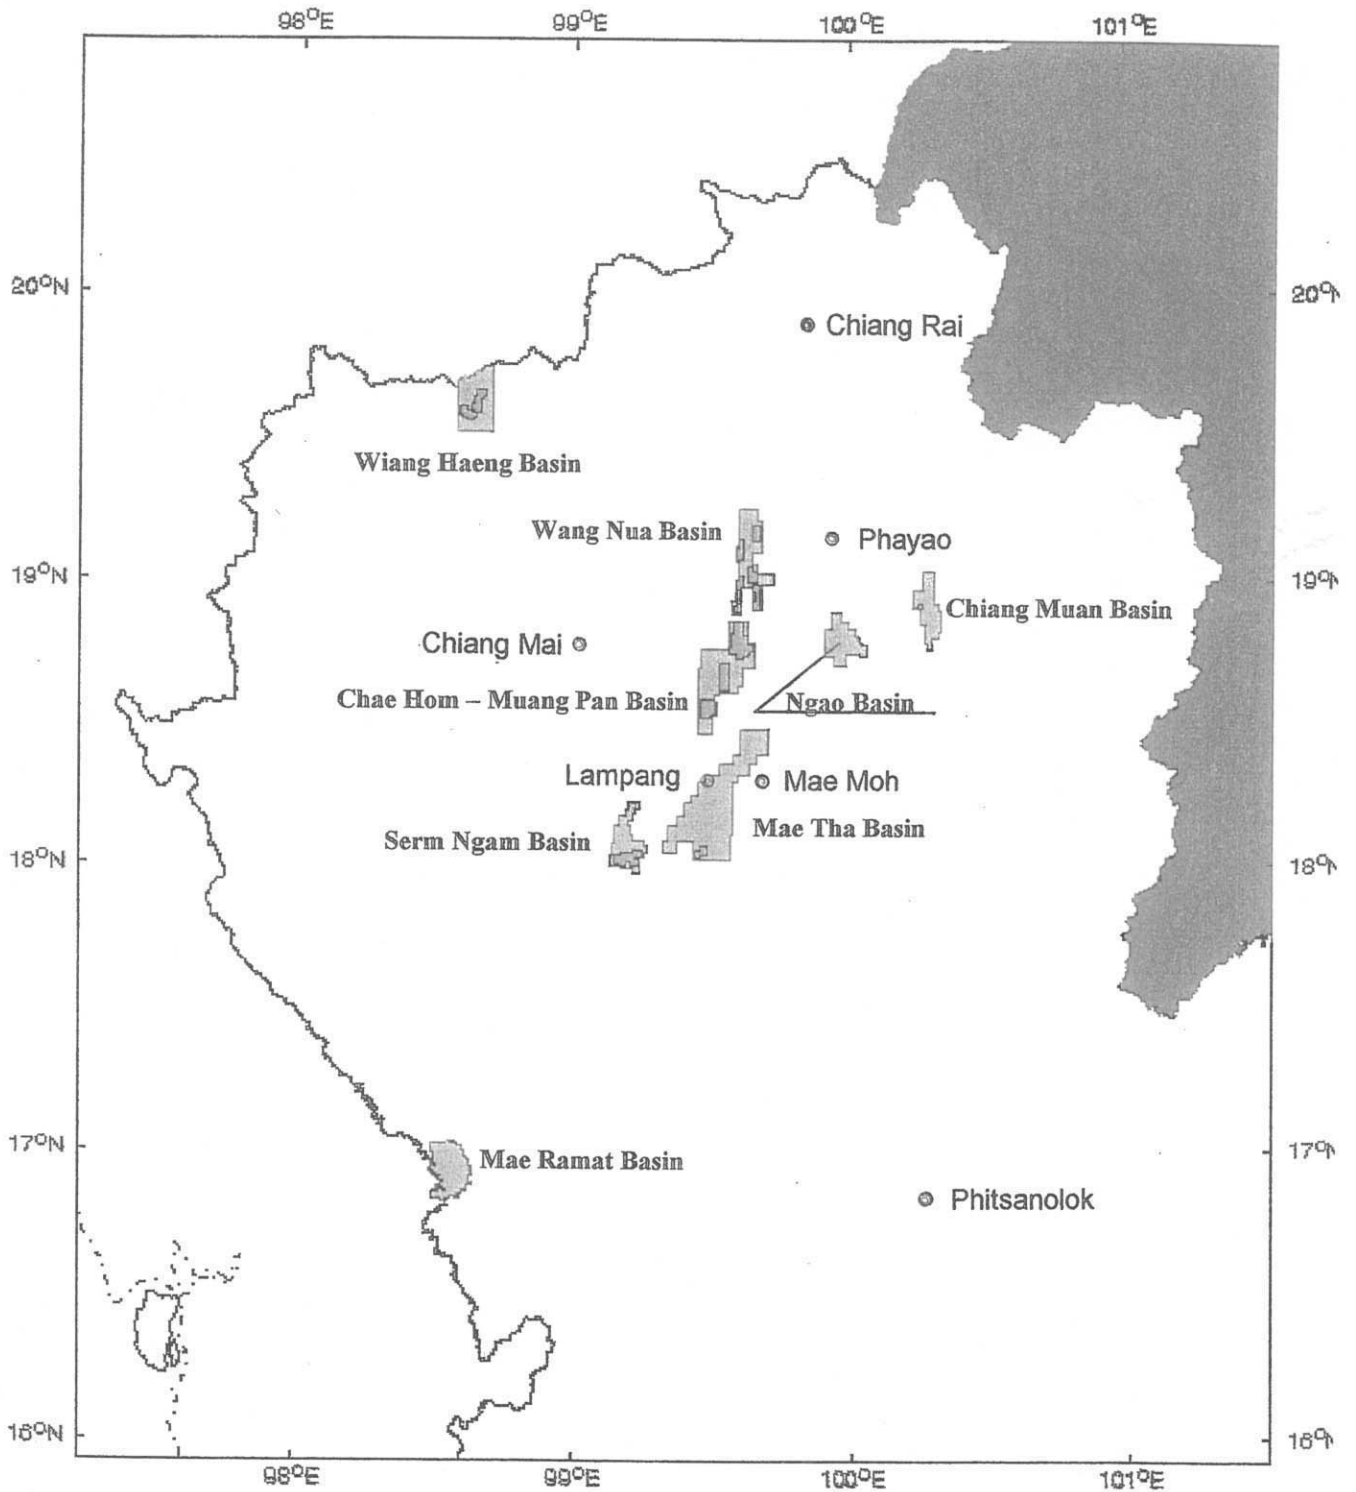 98°E 99°E 100°E 101°E
20°N 20°N
Chiang Rai
Wiang Haeng Basin
Wang Nua Basin
Phayao
19°N 19°N
Chiang Muan Basin
Chiang Mai
Chae Hom – Muang Pan Basin
Ngao Basin
Lampang
Mae Moh
Mae Tha Basin
Serm Ngam Basin
18°N 18°N
17°N 17°N
Mae Ramat Basin
Phitsanolok
16°N 16°N
98°E 99°E 100°E 101°E